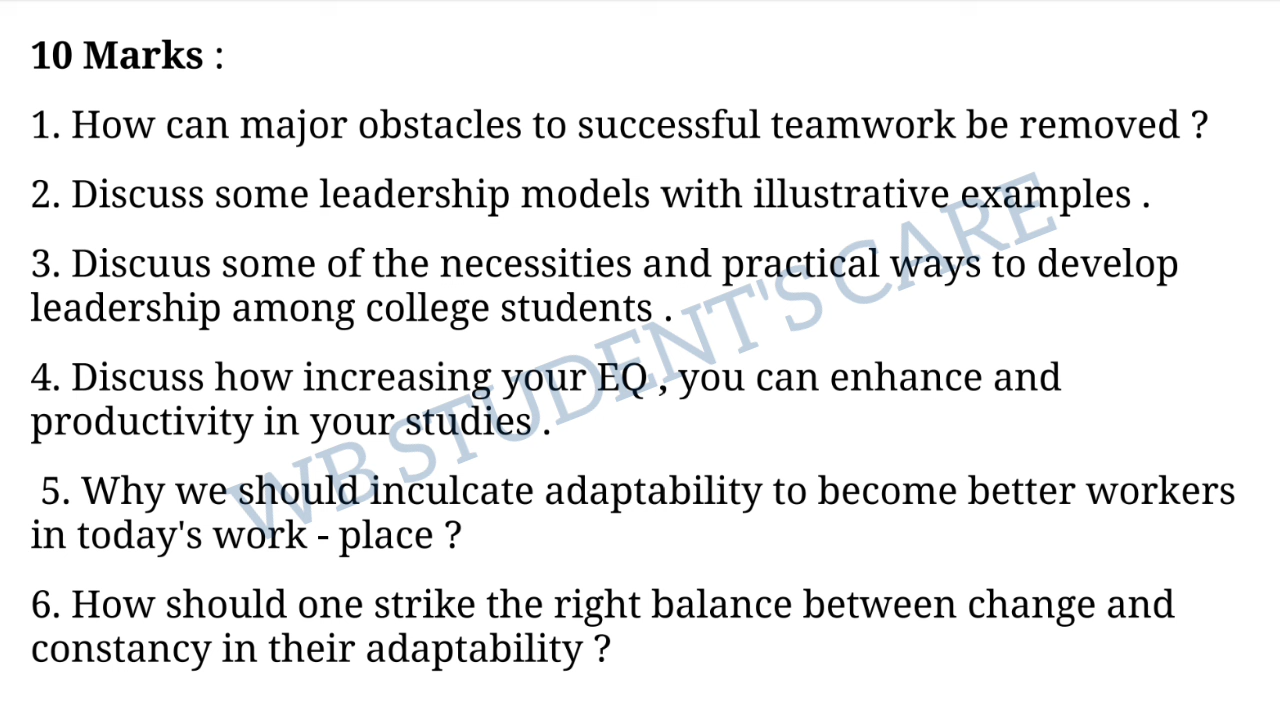 10 Marks :
1. How can major obstacles to successful teamwork be removed ?
2. Discuss some leadership models with illustrative examples .
3. Discuus some of the necessities and practical ways to develop
leadership among college students .
4. Discuss how increasing your EQ , you can enhance and
productivity in your studies .
5. Why we should inculcate adaptability to become better workers
in today's work - place ?
6. How should one strike the right balance between change and
constancy in their adaptability ?
WB STUDENT'S CARE